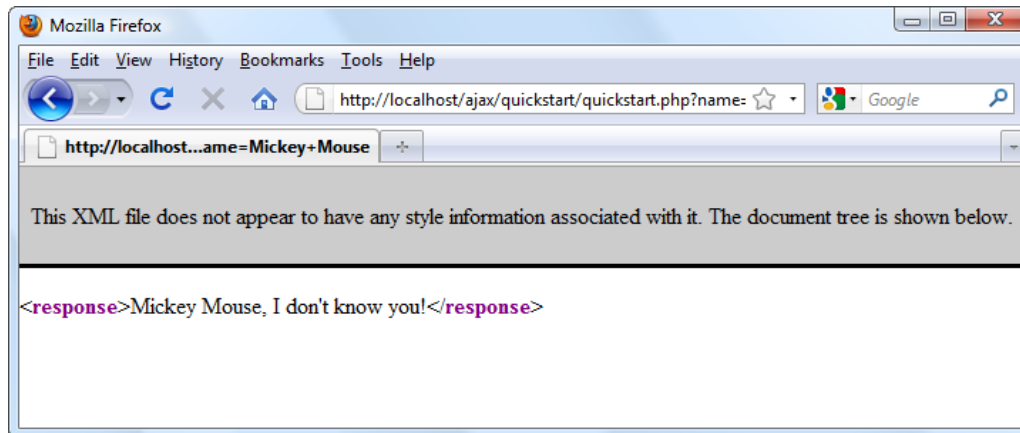 Mozilla Firefox
File Edit View History Bookmarks Tools Help
http://localhost/ajax/quickstart/quickstart.php?name= Google
http://localhost...ame=Mickey+Mouse
This XML file does not appear to have any style information associated with it. The document tree is shown below.
<response>Mickey Mouse, I don't know you!</response>